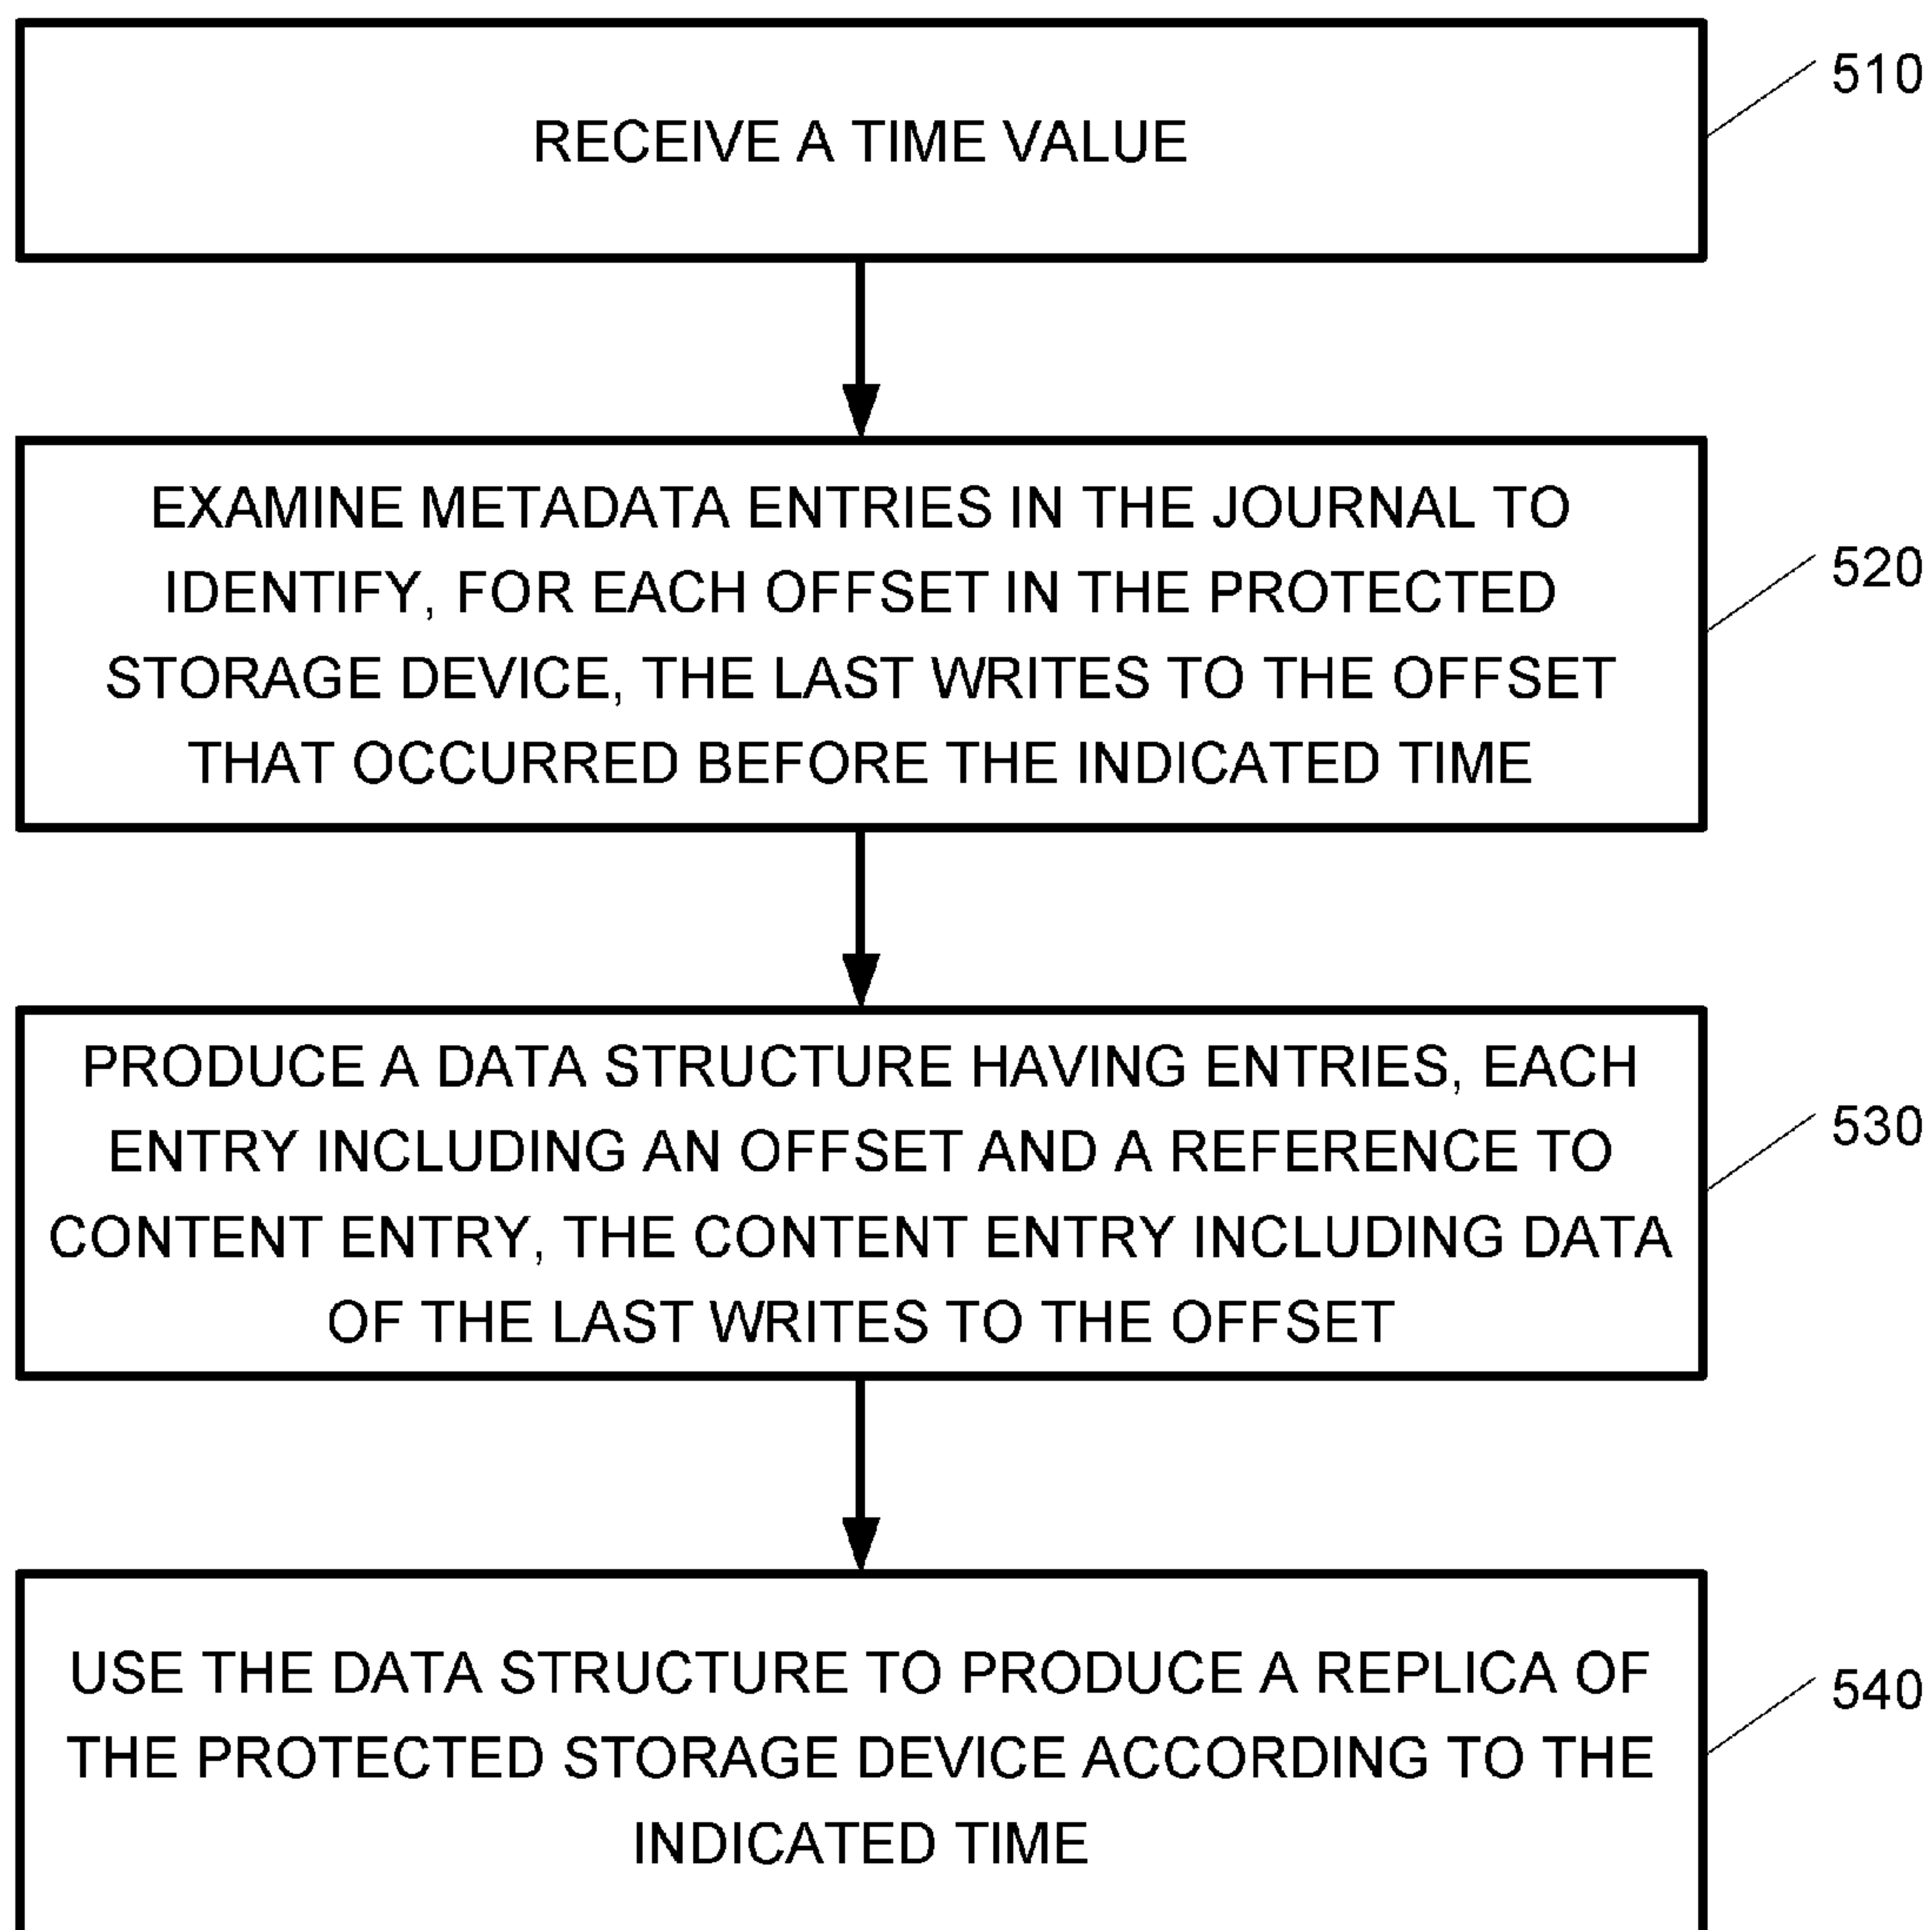 RECEIVE A TIME VALUE
510
EXAMINE METADATA ENTRIES IN THE JOURNAL TO
IDENTIFY, FOR EACH OFFSET IN THE PROTECTED
STORAGE DEVICE, THE LAST WRITES TO THE OFFSET
THAT OCCURRED BEFORE THE INDICATED TIME
520
PRODUCE A DATA STRUCTURE HAVING ENTRIES, EACH
ENTRY INCLUDING AN OFFSET AND A REFERENCE TO
CONTENT ENTRY, THE CONTENT ENTRY INCLUDING DATA
OF THE LAST WRITES TO THE OFFSET
530
USE THE DATA STRUCTURE TO PRODUCE A REPLICA OF
THE PROTECTED STORAGE DEVICE ACCORDING TO THE
INDICATED TIME
540